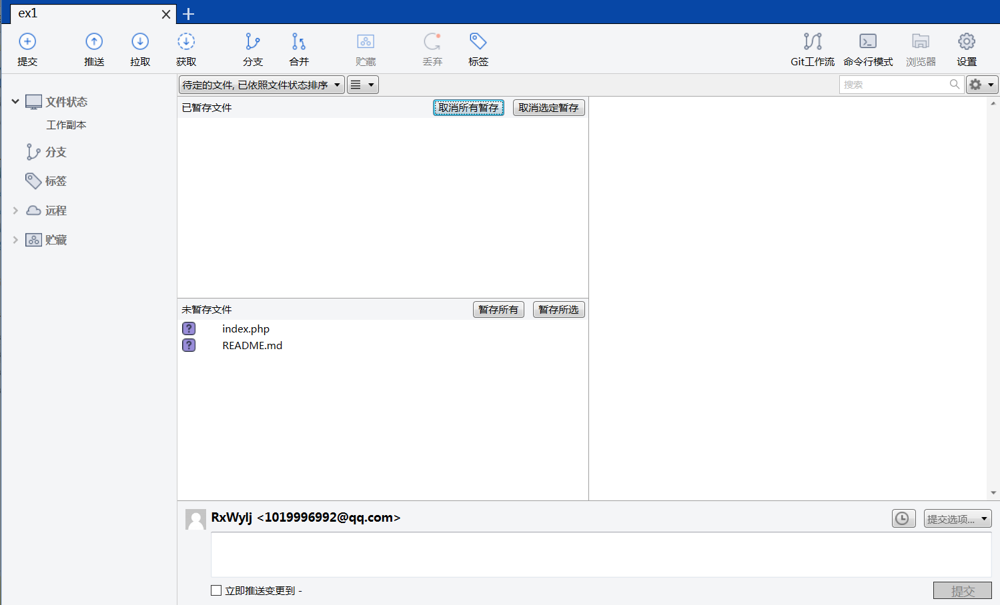 ex1
提交 推送 拉取 获取 分支 合并 贮藏 丢弃 标签 Git工作流 命令行模式 浏览器 设置
待定的文件, 已依照文件状态排序 搜索
文件状态
工作副本
分支
标签
远程
贮藏
已暂存文件 取消所有暂存 取消选定暂存
未暂存文件 暂存所有 暂存所选
? index.php
? README.md
RxWylj <1019996992@qq.com> 提交选项...
立即推送变更到 - 提交